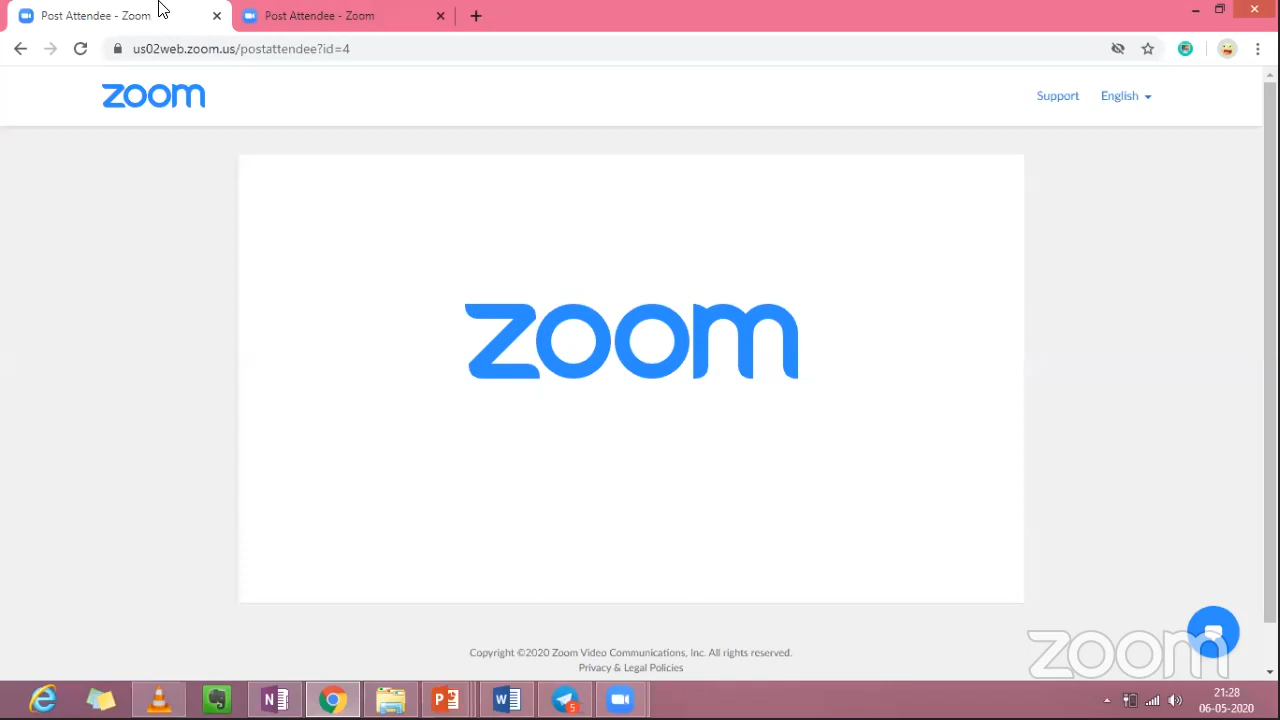 Post Attendee - Zoom
Post Attendee - Zoom
us02web.zoom.us/postattendee?id=4
zoom
Support
English
zoom
Copyright ©2020 Zoom Video Communications, Inc. All rights reserved.
Privacy & Legal Policies
zoom
N
P
W
5
21:28
06-05-2020